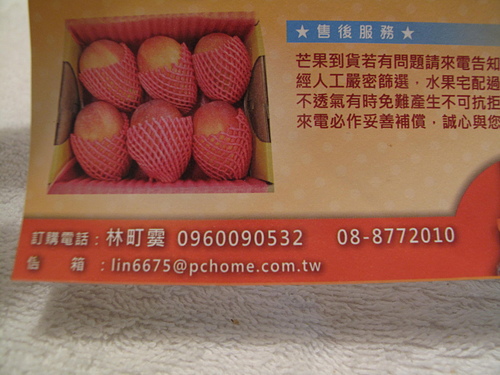 ★ 售後服務 ★
芒果到貨若有問題請來電告知
經人工嚴密篩選，水果宅配過
不透氣有時免難產生不可抗拒
來電必作妥善補償，誠心與您
訂購電話：林町霙 0960090532 08-8772010
信箱：lin6675@pchome.com.tw